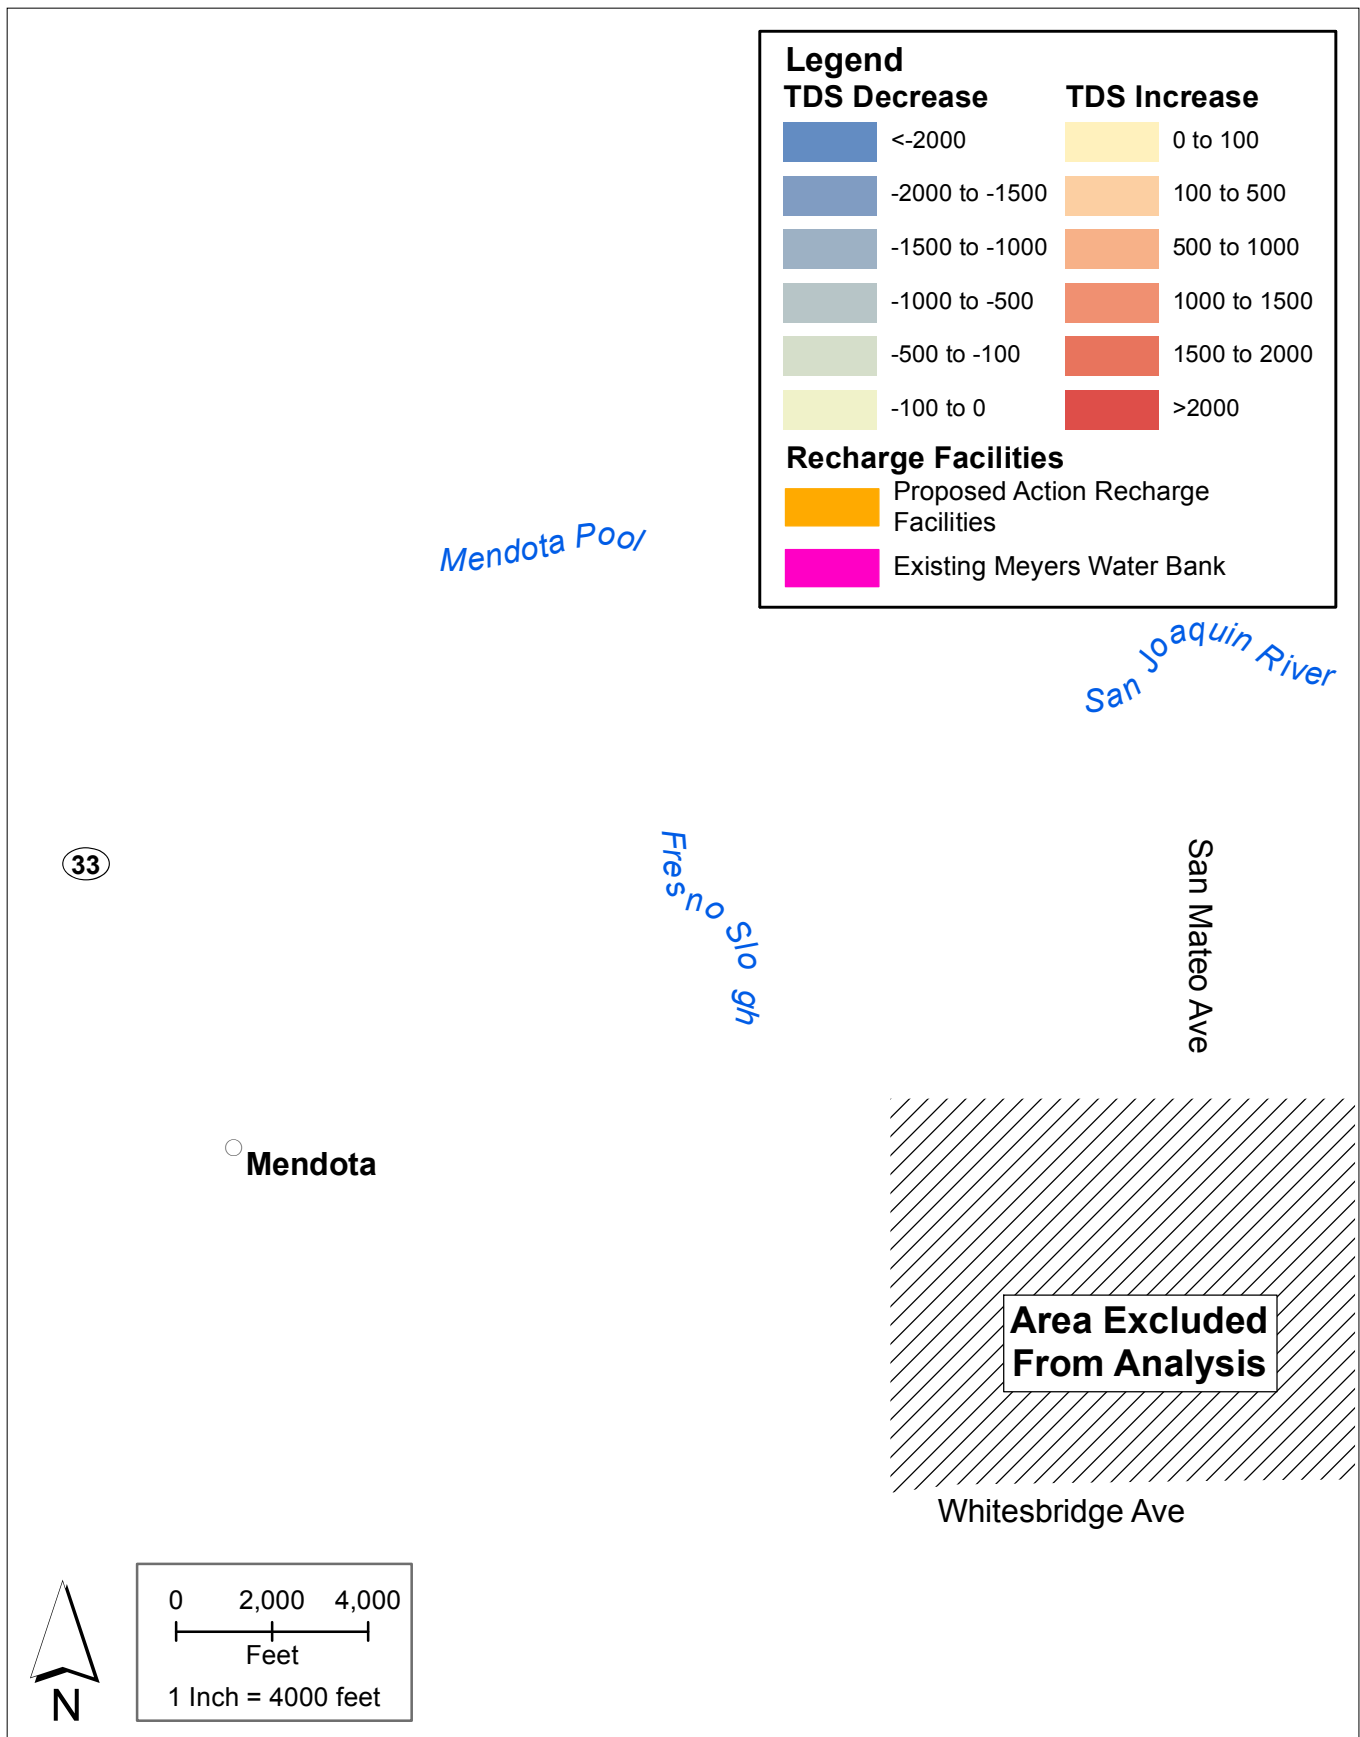 Legend
TDS Decrease
TDS Increase
<-2000
0 to 100
-2000 to -1500
100 to 500
-1500 to -1000
500 to 1000
-1000 to -500
1000 to 1500
-500 to -100
1500 to 2000
-100 to 0
>2000
Recharge Facilities
Proposed Action Recharge
Facilities
Existing Meyers Water Bank
Mendota Pool
San Joaquin River
33
Fresno Slo gh
San Mateo Ave
Mendota
Area Excluded
From Analysis
Whitesbridge Ave
0 2,000 4,000
Feet
1 Inch = 4000 feet
N